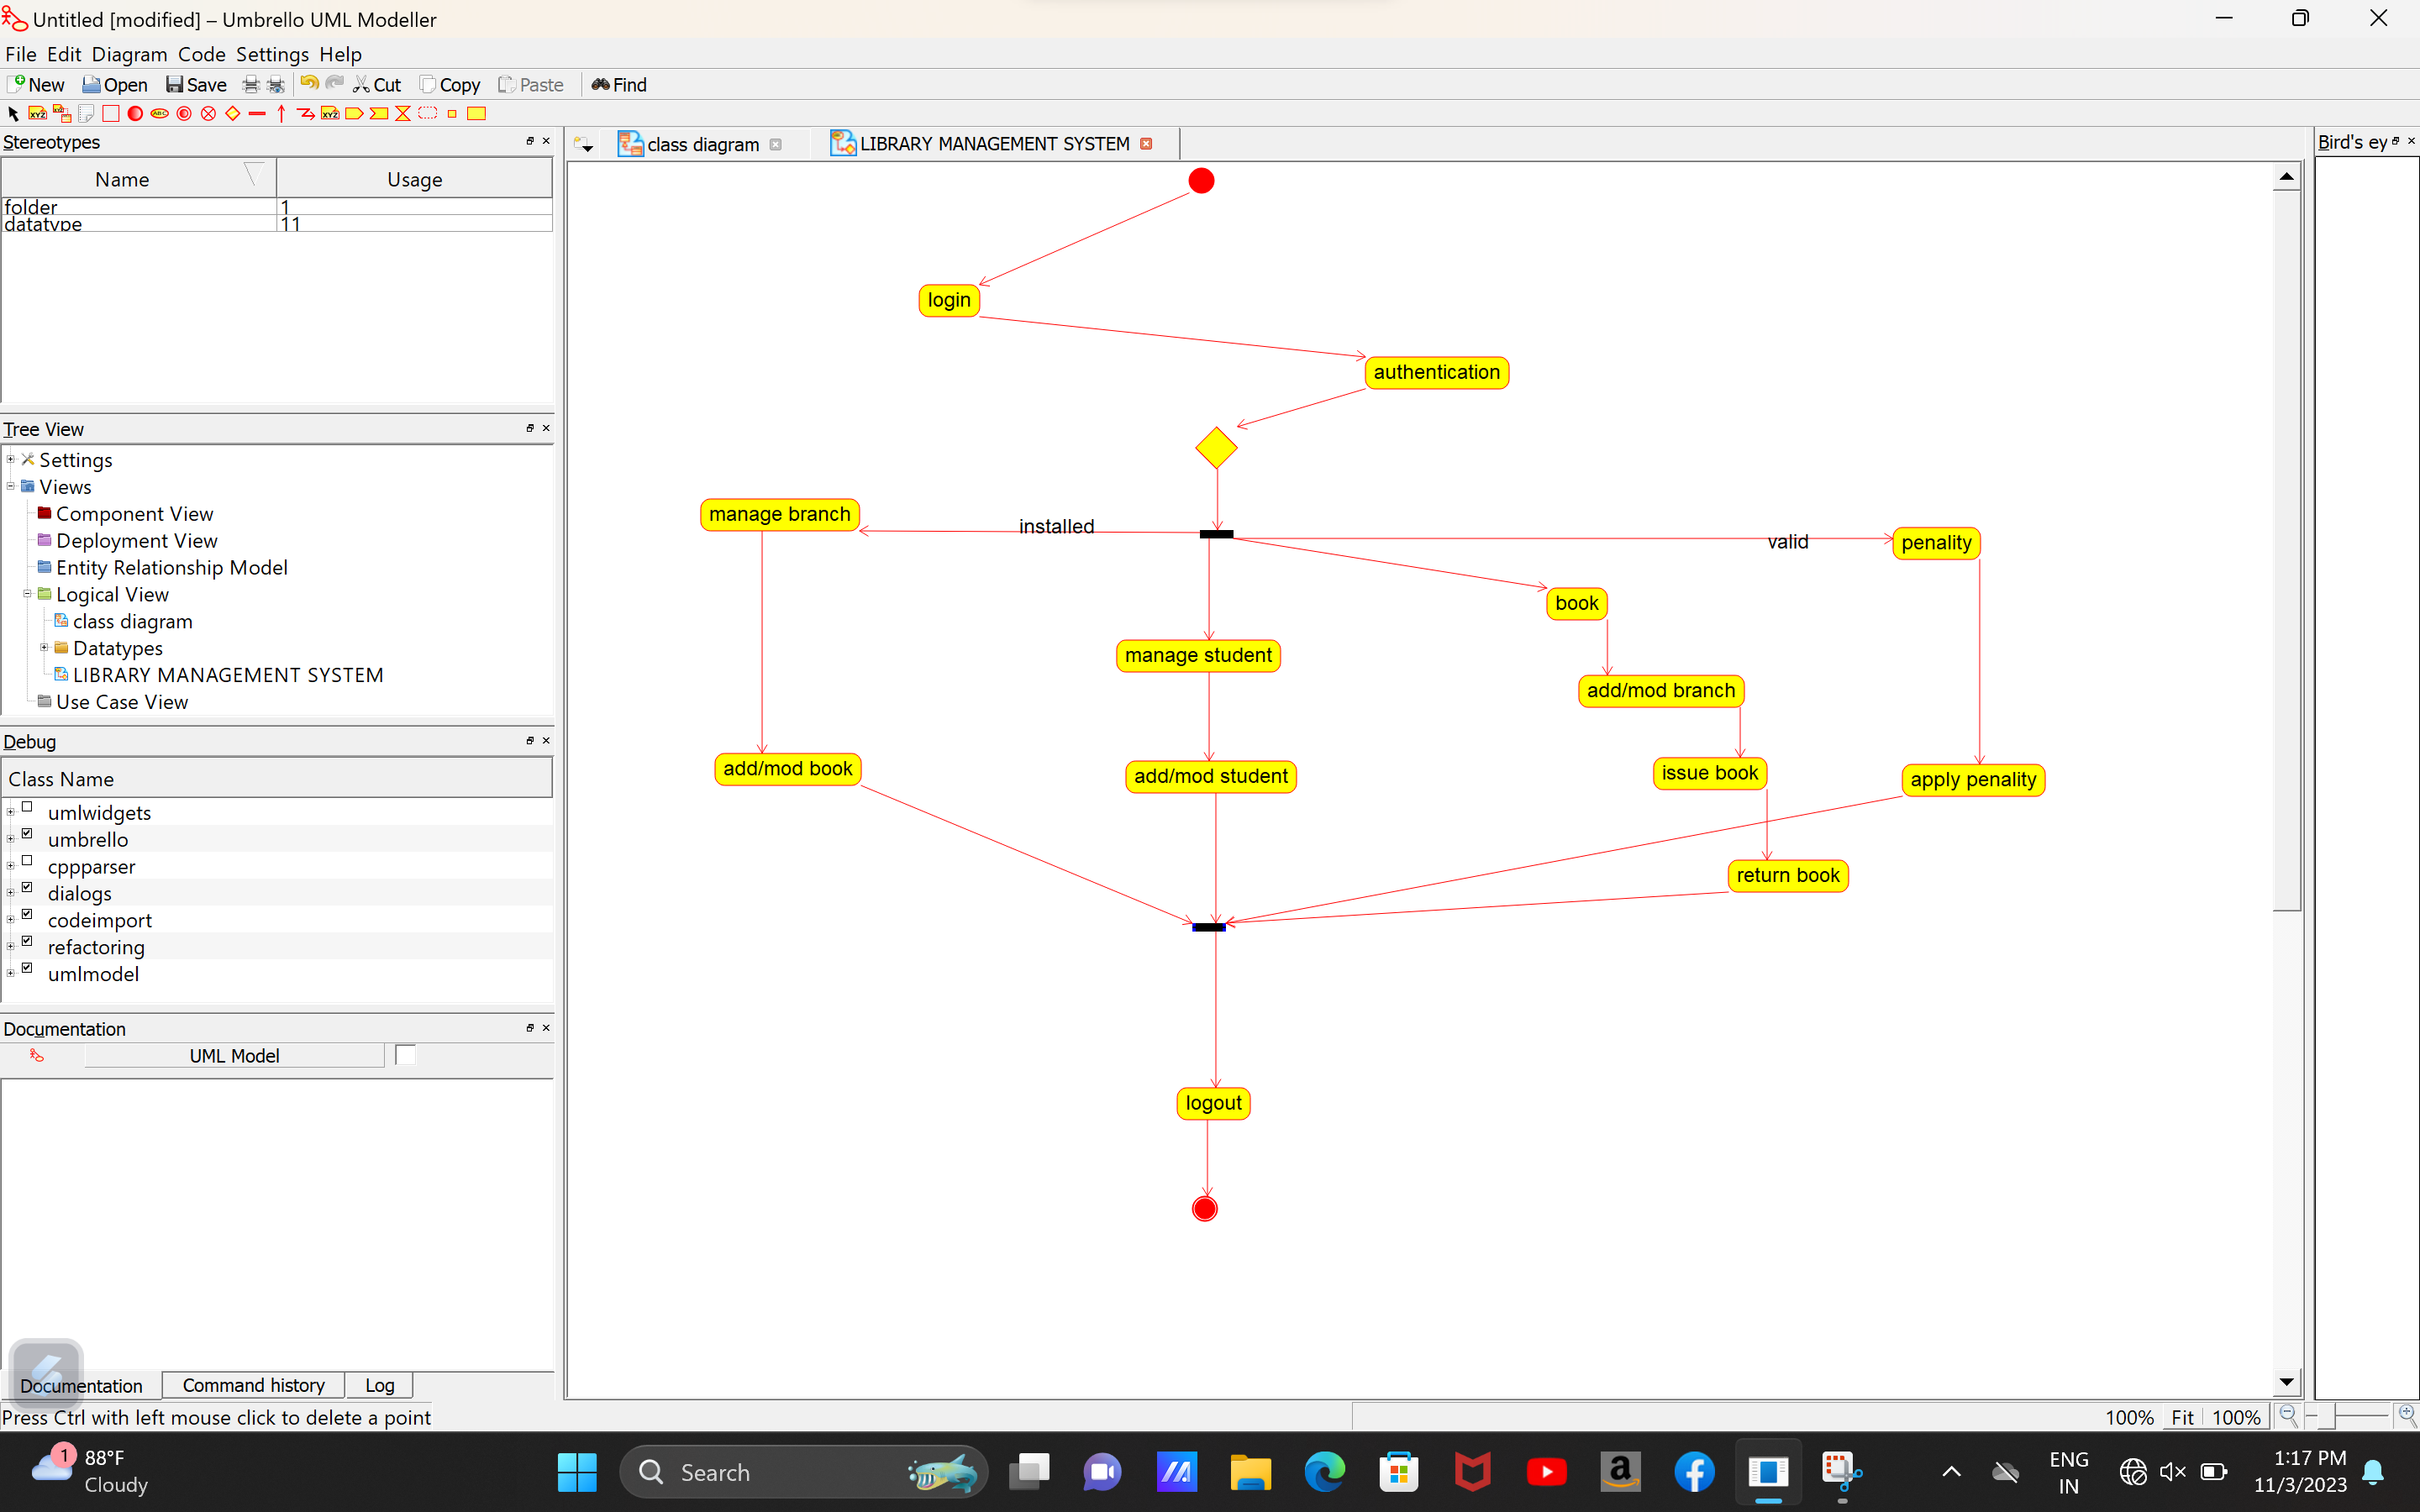 Untitled [modified] – Umbrello UML Modeller
File Edit Diagram Code Settings Help
New Open Save Cut Copy Paste Find
Stereotypes
Name Usage
folder 1
datatype 11
Tree View
Settings
Views
Component View
Deployment View
Entity Relationship Model
Logical View
class diagram
Datatypes
LIBRARY MANAGEMENT SYSTEM
Use Case View
Debug
Class Name
umlwidgets
umbrello
cppparser
dialogs
codeimport
refactoring
umlmodel
Documentation
UML Model
Documentation Command history Log
Press Ctrl with left mouse click to delete a point
class diagram LIBRARY MANAGEMENT SYSTEM
login
authentication
manage branch
installed
valid
penality
book
manage student
add/mod branch
add/mod book
add/mod student
issue book
apply penality
return book
logout
Bird's ey
100% Fit 100%
1
88°F
Cloudy
Search
ENG
IN
1:17 PM
11/3/2023